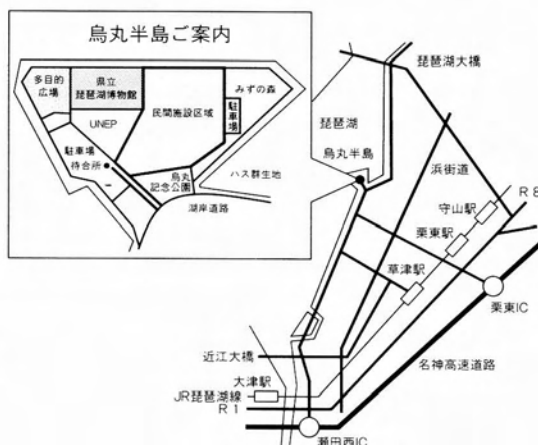 烏丸半島ご案内
多目的
広場
県立
琵琶湖博物館
UNEP
民間施設区域
みずの森
駐車場
駐車場
待合所
烏丸
記念公園
ハス群生地
湖岸道路
琵琶湖大橋
琵琶湖
烏丸半島
浜街道
守山駅
R 8
栗東駅
草津駅
栗東IC
近江大橋
名神高速道路
大津駅
JR琵琶湖線
R 1
瀬田西IC